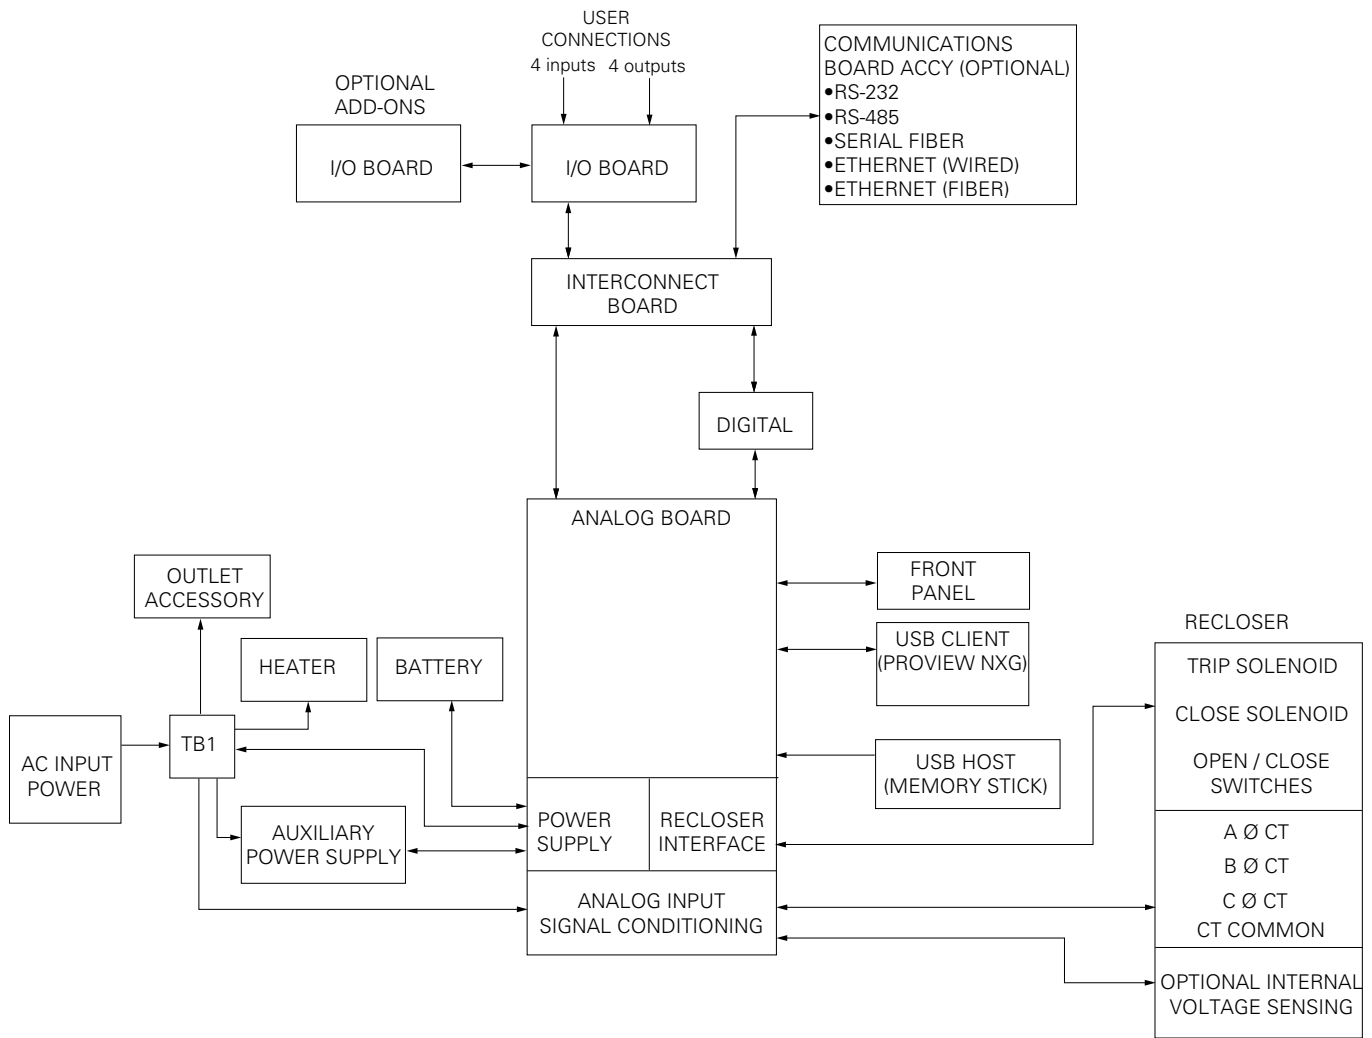 USER
CONNECTIONS
4 inputs 4 outputs
OPTIONAL
ADD-ONS
I/O BOARD
I/O BOARD
COMMUNICATIONS
BOARD ACCY (OPTIONAL)
•RS-232
•RS-485
•SERIAL FIBER
•ETHERNET (WIRED)
•ETHERNET (FIBER)
INTERCONNECT
BOARD
DIGITAL
ANALOG BOARD
OUTLET
ACCESSORY
HEATER
BATTERY
AC INPUT
POWER
TB1
AUXILIARY
POWER SUPPLY
POWER
SUPPLY
RECLOSER
INTERFACE
ANALOG INPUT
SIGNAL CONDITIONING
FRONT
PANEL
USB CLIENT
(PROVIEW NXG)
USB HOST
(MEMORY STICK)
RECLOSER
TRIP SOLENOID
CLOSE SOLENOID
OPEN / CLOSE
SWITCHES
A Ø CT
B Ø CT
C Ø CT
CT COMMON
OPTIONAL INTERNAL
VOLTAGE SENSING